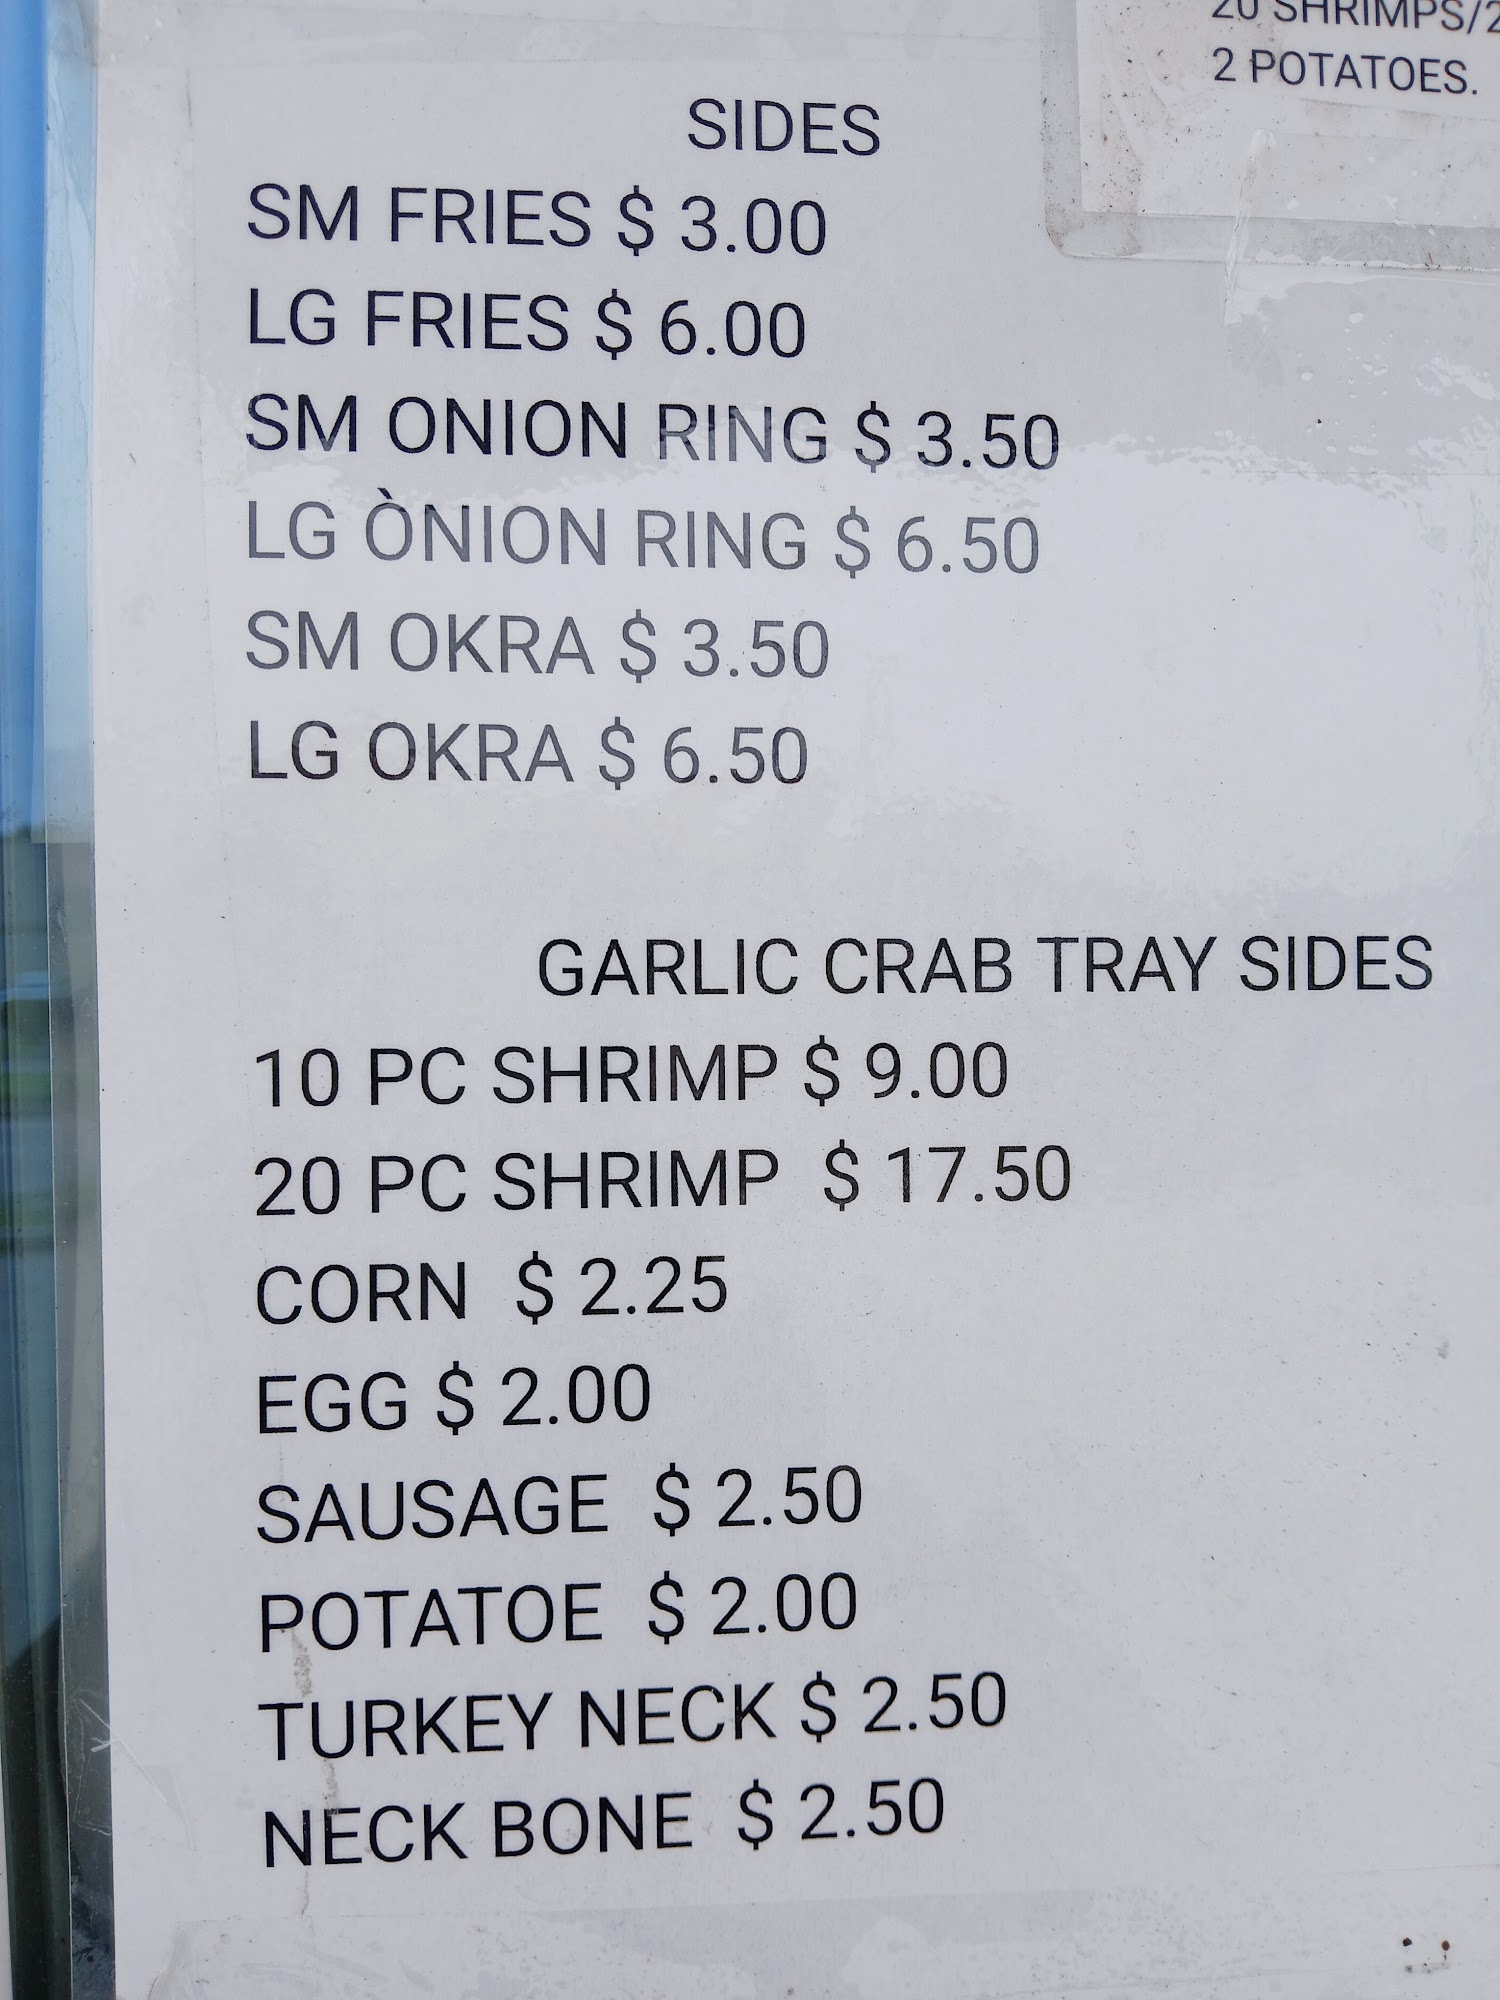 20 SHRIMPS/2
2 POTATOES.
SIDES
SM FRIES $ 3.00
LG FRIES $ 6.00
SM ONION RING $ 3.50
LG ÒNION RING $ 6.50
SM OKRA $ 3.50
LG OKRA $ 6.50
GARLIC CRAB TRAY SIDES
10 PC SHRIMP $ 9.00
20 PC SHRIMP $ 17.50
CORN $ 2.25
EGG $ 2.00
SAUSAGE $ 2.50
POTATOE $ 2.00
TURKEY NECK $ 2.50
NECK BONE $ 2.50